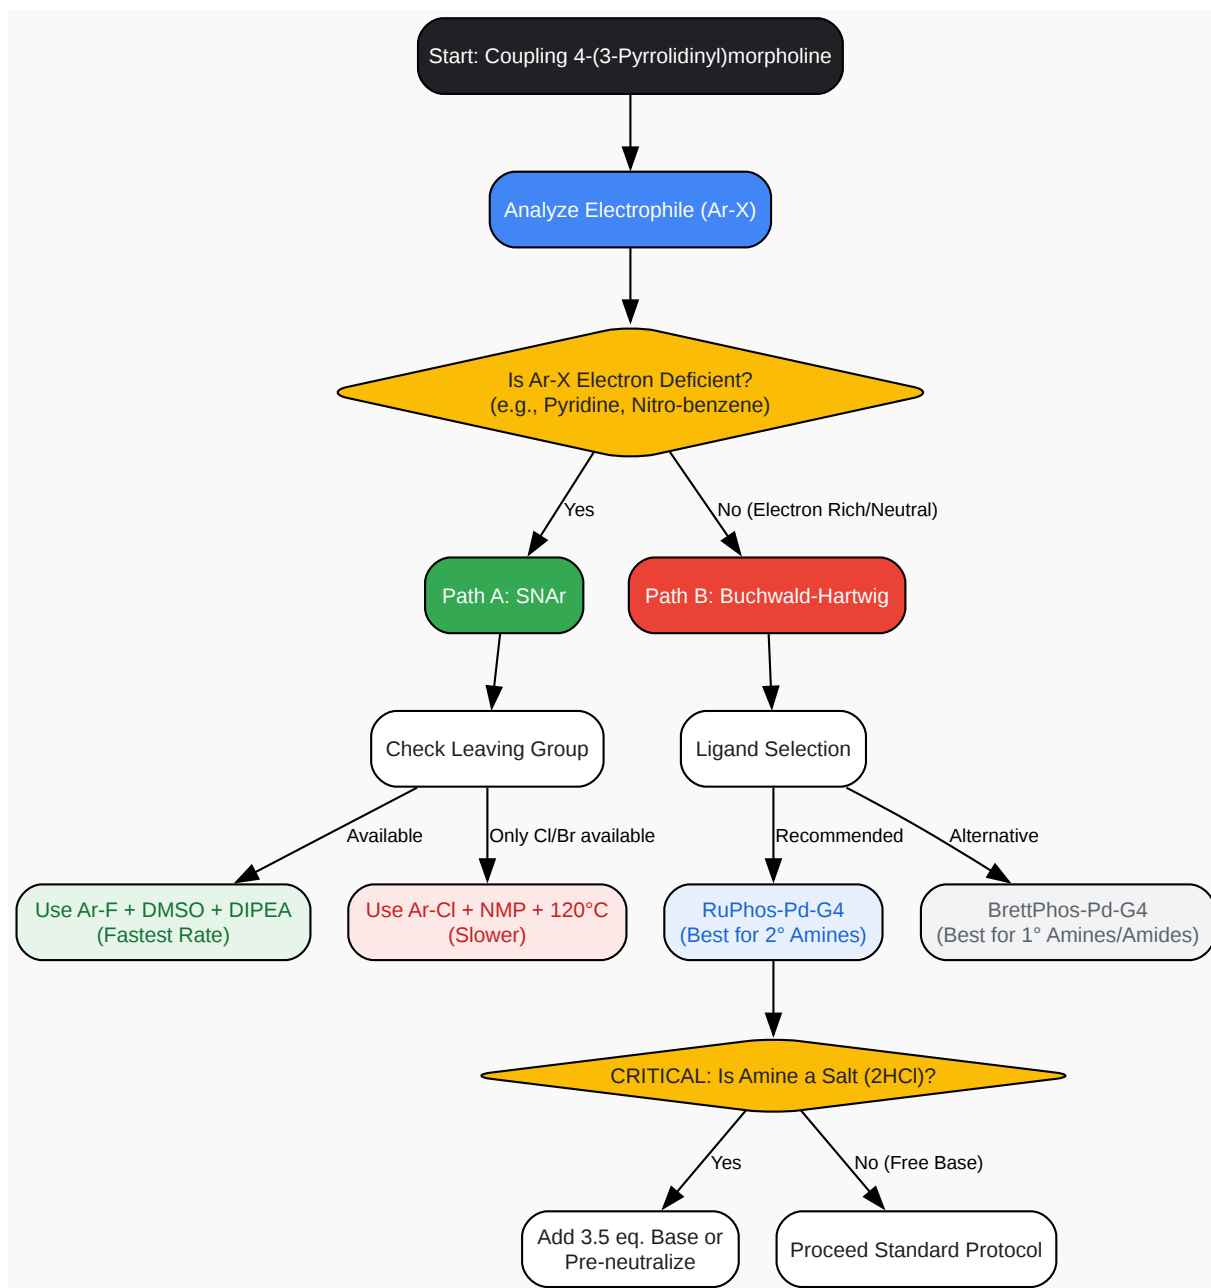 Start: Coupling 4-(3-Pyrrolidinyl)morpholine
Analyze Electrophile (Ar-X)
Is Ar-X Electron Deficient?
(e.g., Pyridine, Nitro-benzene)
Yes
No (Electron Rich/Neutral)
Path A: SNAr
Path B: Buchwald-Hartwig
Check Leaving Group
Ligand Selection
Available
Only Cl/Br available
Recommended
Alternative
Use Ar-F + DMSO + DIPEA
(Fastest Rate)
Use Ar-Cl + NMP + 120°C
(Slower)
RuPhos-Pd-G4
(Best for 2° Amines)
BrettPhos-Pd-G4
(Best for 1° Amines/Amides)
CRITICAL: Is Amine a Salt (2HCl)?
Yes
No (Free Base)
Add 3.5 eq. Base or
Pre-neutralize
Proceed Standard Protocol